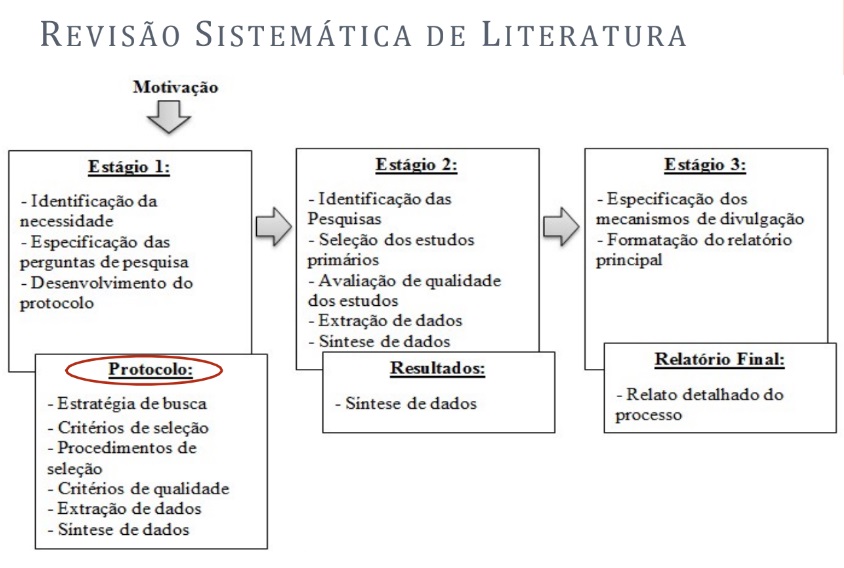 REVISÃO SISTEMÁTICA DE LITERATURA
Motivação
Estágio 1:
- Identificação da
necessidade
- Especificação das
perguntas de pesquisa
- Desenvolvimento do
protocolo
Protocolo:
- Estratégia de busca
- Critérios de seleção
- Procedimentos de
seleção
- Critérios de qualidade
- Extração de dados
- Síntese de dados
Estágio 2:
- Identificação das
Pesquisas
- Seleção dos estudos
primários
- Avaliação de qualidade
dos estudos
- Extração de dados
- Síntese de dados
Resultados:
- Síntese de dados
Estágio 3:
- Especificação dos
mecanismos de divulgação
- Formatação do relatório
principal
Relatório Final:
- Relato detalhado do
processo